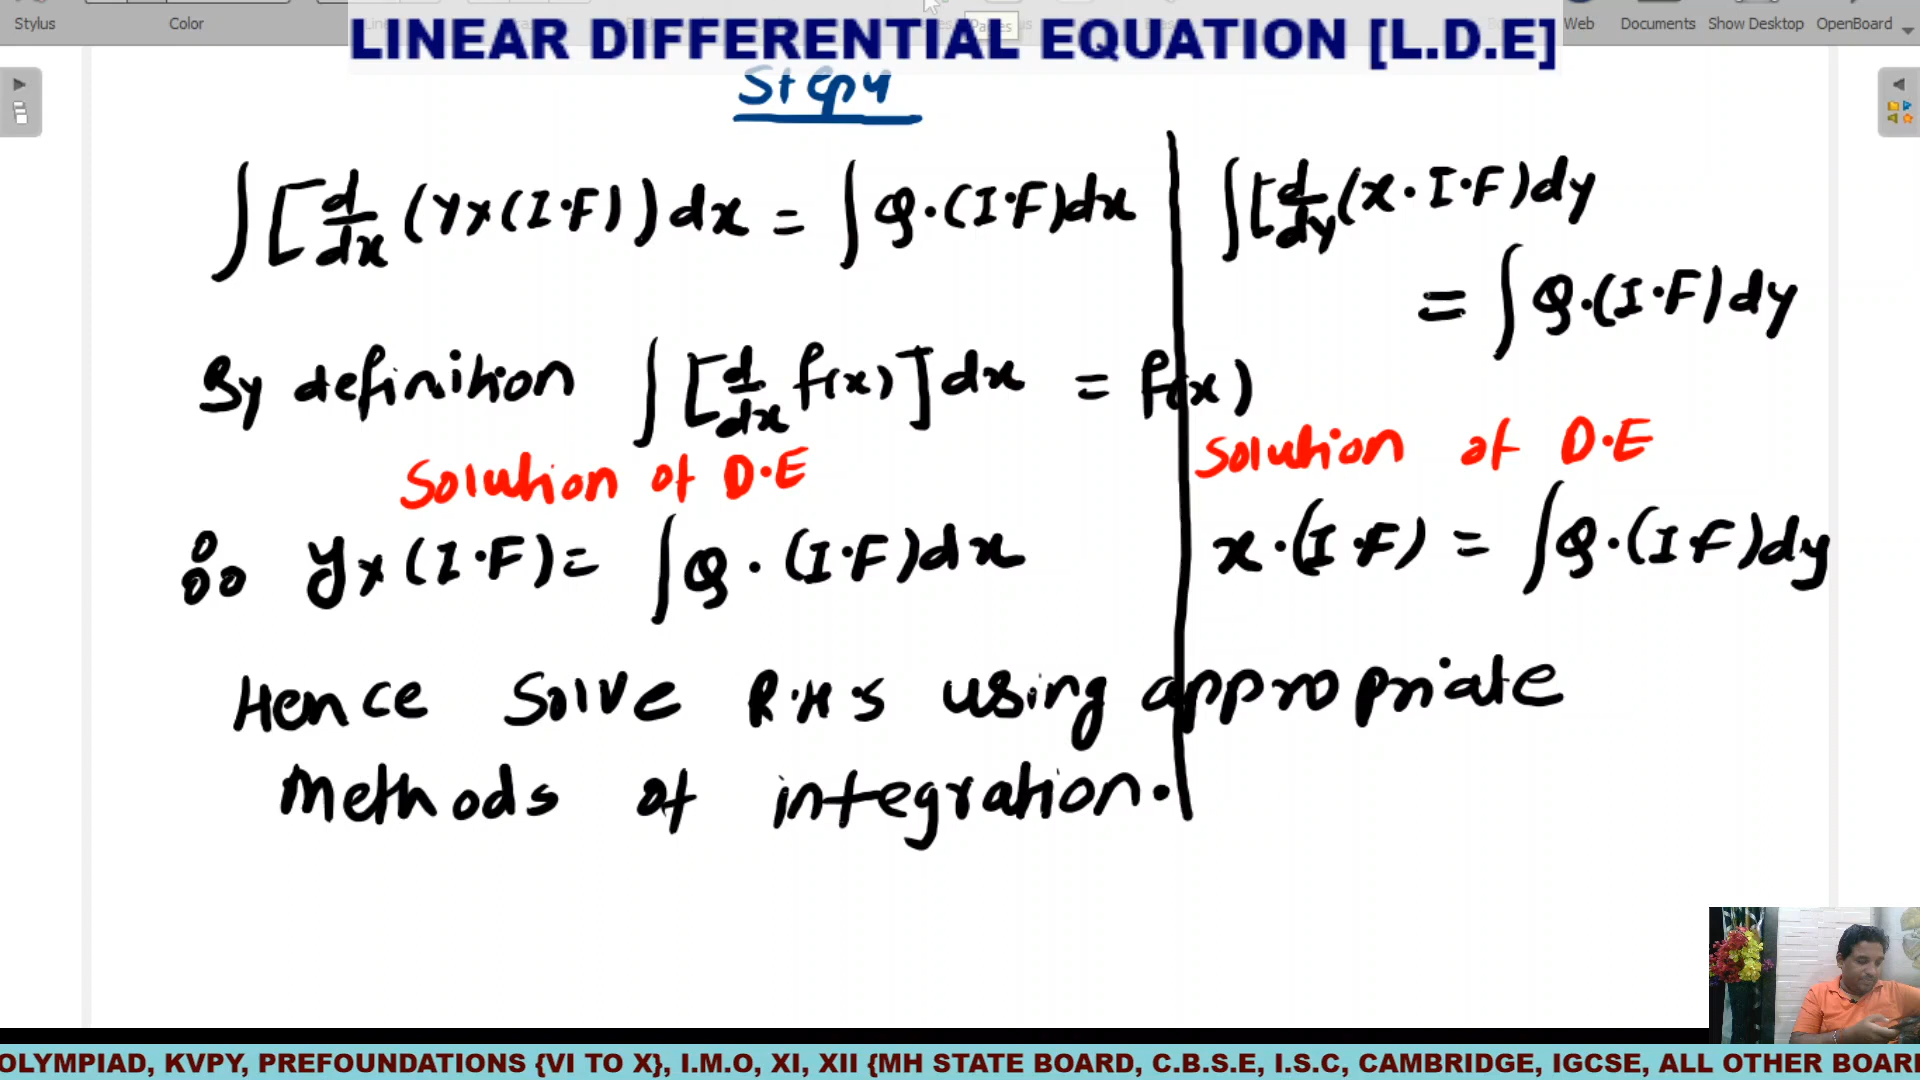 Stylus
Color
Pages
Web
Documents
Show Desktop
OpenBoard
LINEAR DIFFERENTIAL EQUATION [L.D.E]
Step 4
∫[d/dx (y×(I·F))dx = ∫Q·(I·F)dx
∫[d/dy (x·I·F)dy
= ∫Q·(I·F)dy
By definition ∫[d/dx f(x)]dx = f(x)
Solution of D·E
Solution of D·E
∴ y×(I·F) = ∫Q·(I·F)dx
x·(I·F) = ∫Q·(I·F)dy
Hence solve R·H·S using appropriate
methods of integration.
OLYMPIAD, KVPY, PREFOUNDATIONS {VI TO X}, I.M.O, XI, XII {MH STATE BOARD, C.B.S.E, I.S.C, CAMBRIDGE, IGCSE, ALL OTHER BOAR